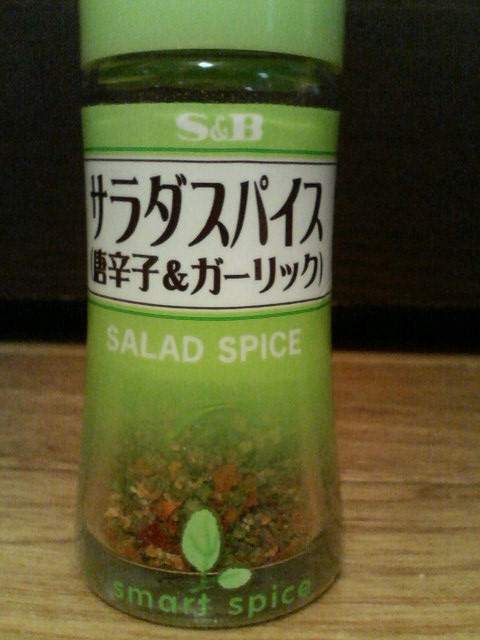 S&B
サラダスパイス
(唐辛子&ガーリック)
SALAD SPICE
smart spice